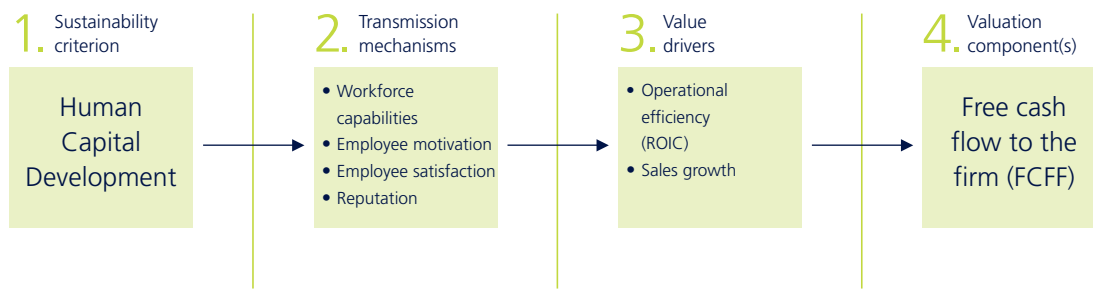 1. Sustainability
criterion
Human
Capital
Development
2. Transmission
mechanisms
• Workforce
capabilities
• Employee motivation
• Employee satisfaction
• Reputation
3. Value
drivers
• Operational
efficiency
(ROIC)
• Sales growth
4. Valuation
component(s)
Free cash
flow to the
firm (FCFF)